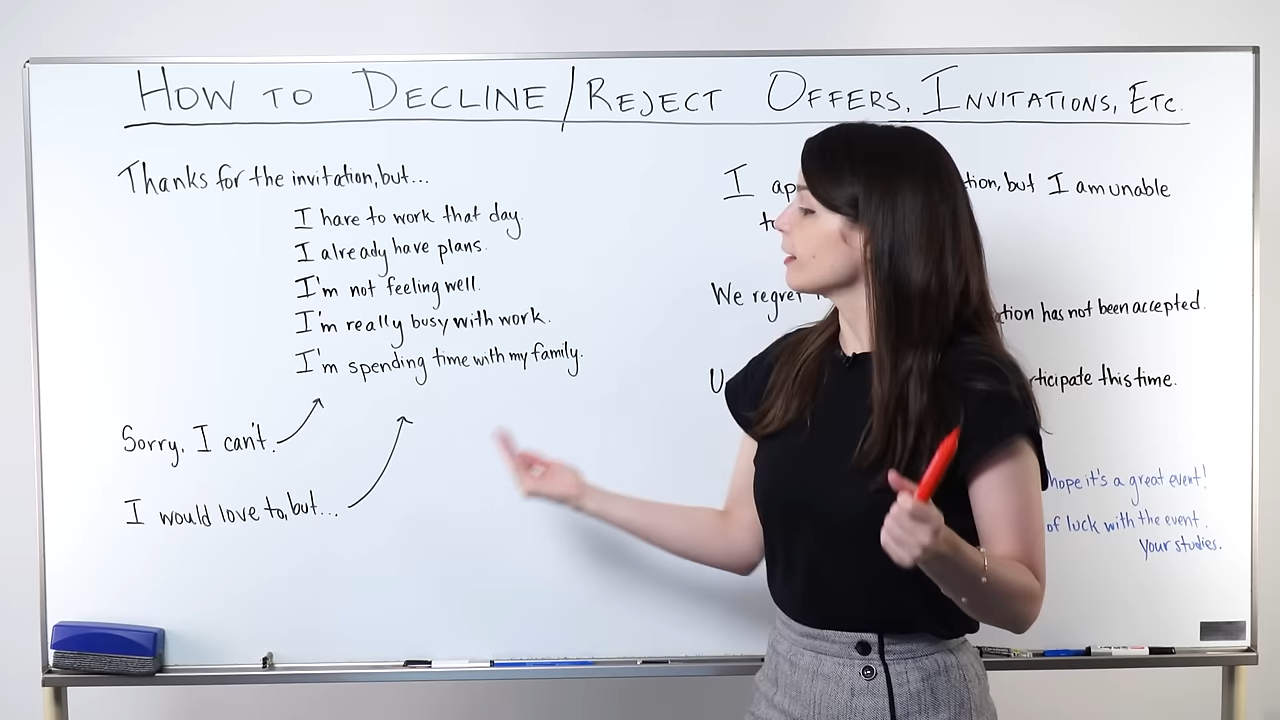 HOW TO DECLINE/REJECT OFFERS, INVITATIONS, ETC.
Thanks for the invitation, but...
I have to work that day.
I already have plans.
I'm not feeling well.
I'm really busy with work.
I'm spending time with my family.
Sorry, I can't.
I would love to, but...
I but I am unable
We regret has not been accepted.
this time.
hope it's a great event!
of luck with the event.
your studies.